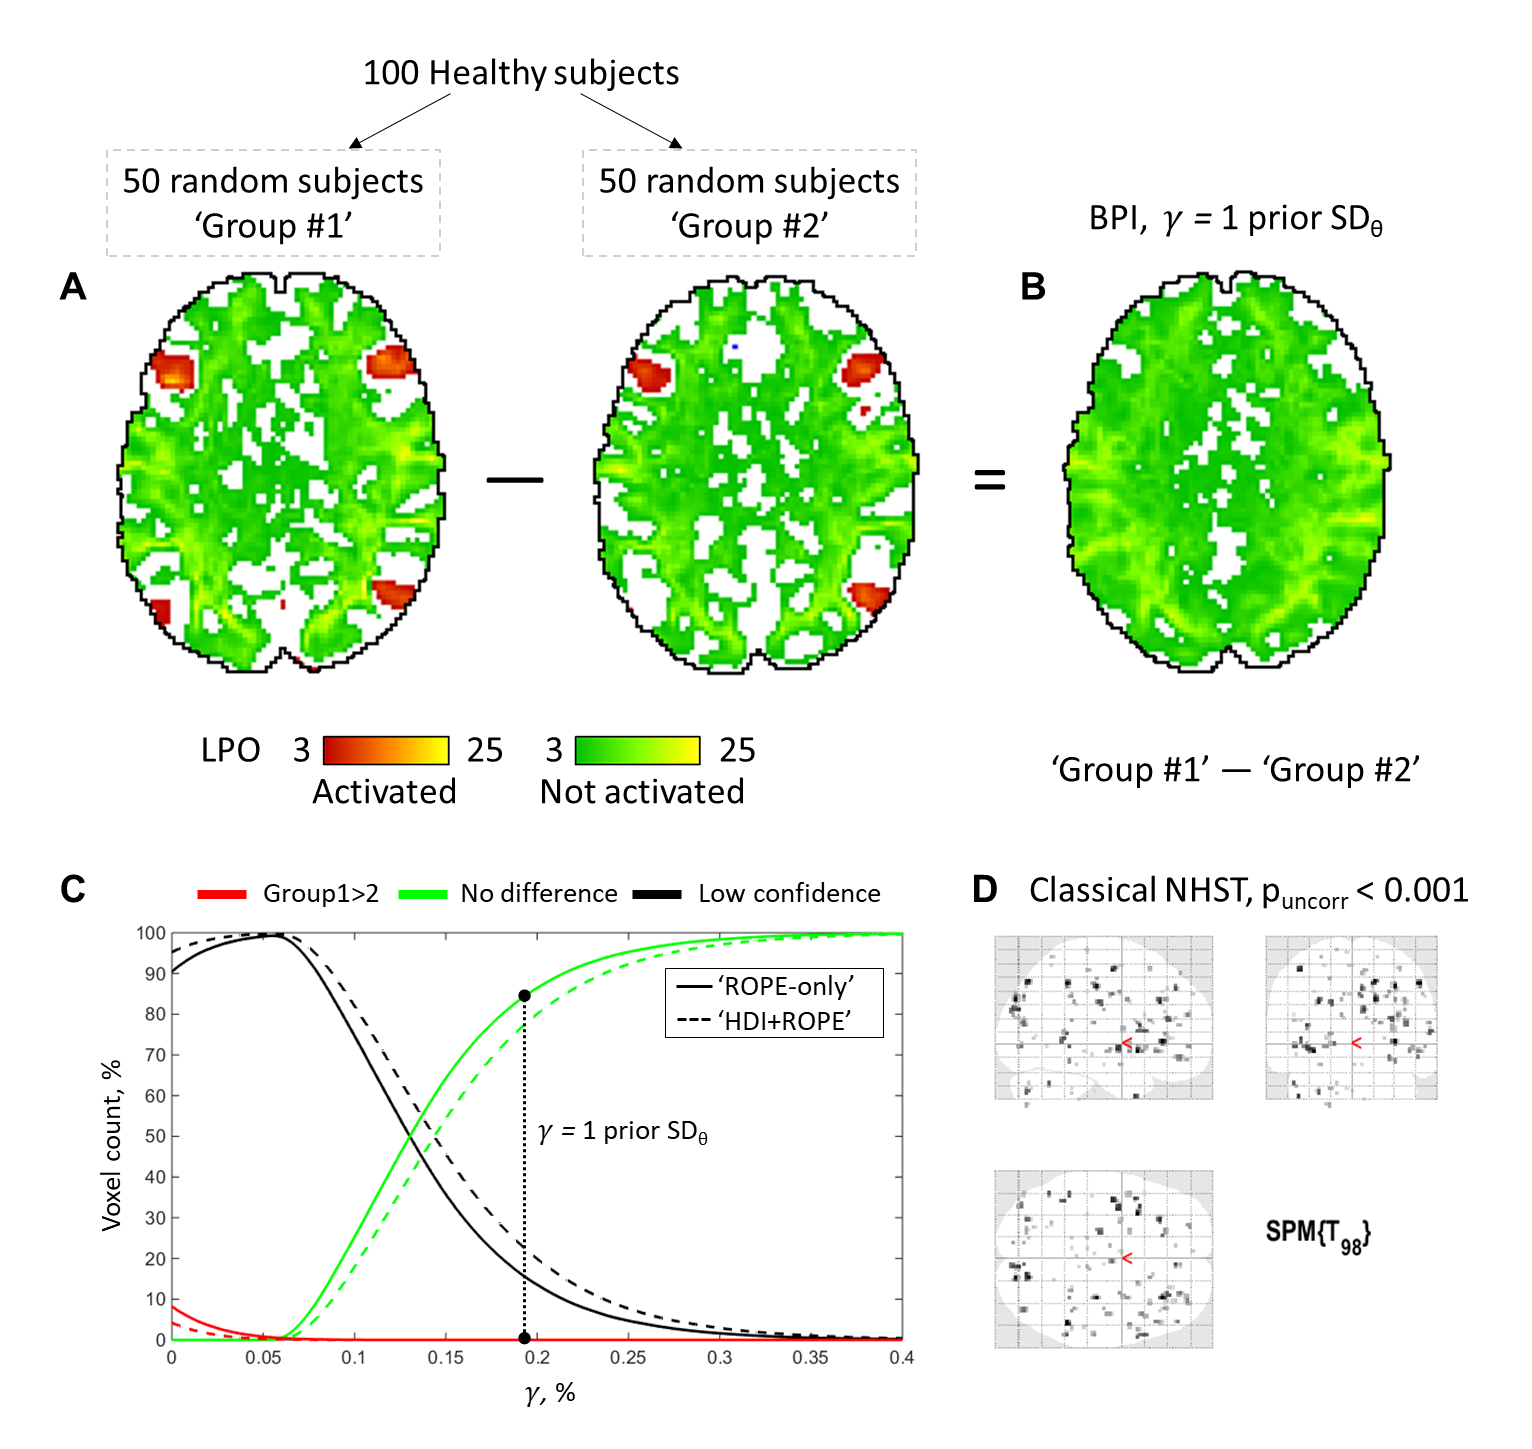 100 Healthy subjects
50 random subjects
‘Group #1’
50 random subjects
‘Group #2’
BPI, γ = 1 prior SDθ
A
B
LPO 3 25 3 25
Activated Not activated
‘Group #1’ — ‘Group #2’
C
Group1>2 No difference Low confidence
D Classical NHST, puncorr < 0.001
Voxel count, %
100
90
80
70
60
50
40
30
20
10
0
‘ROPE-only’
‘HDI+ROPE’
γ = 1 prior SDθ
0 0.05 0.1 0.15 0.2 0.25 0.3 0.35 0.4
γ, %
<
<
<
SPM{T98}